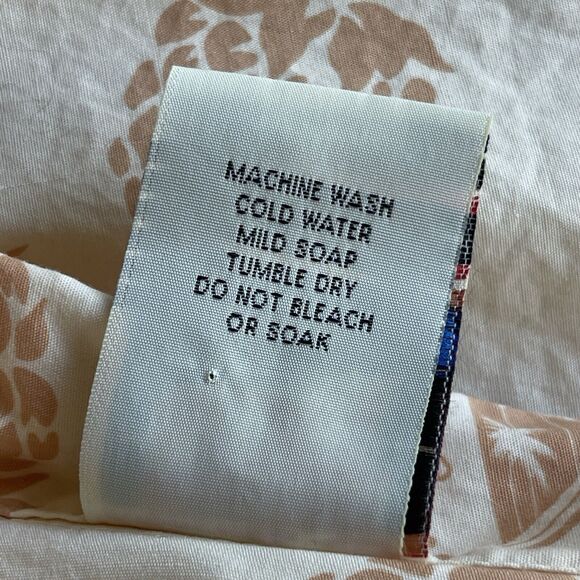 MACHINE WASH
COLD WATER
MILD SOAP
TUMBLE DRY
DO NOT BLEACH
OR SOAK